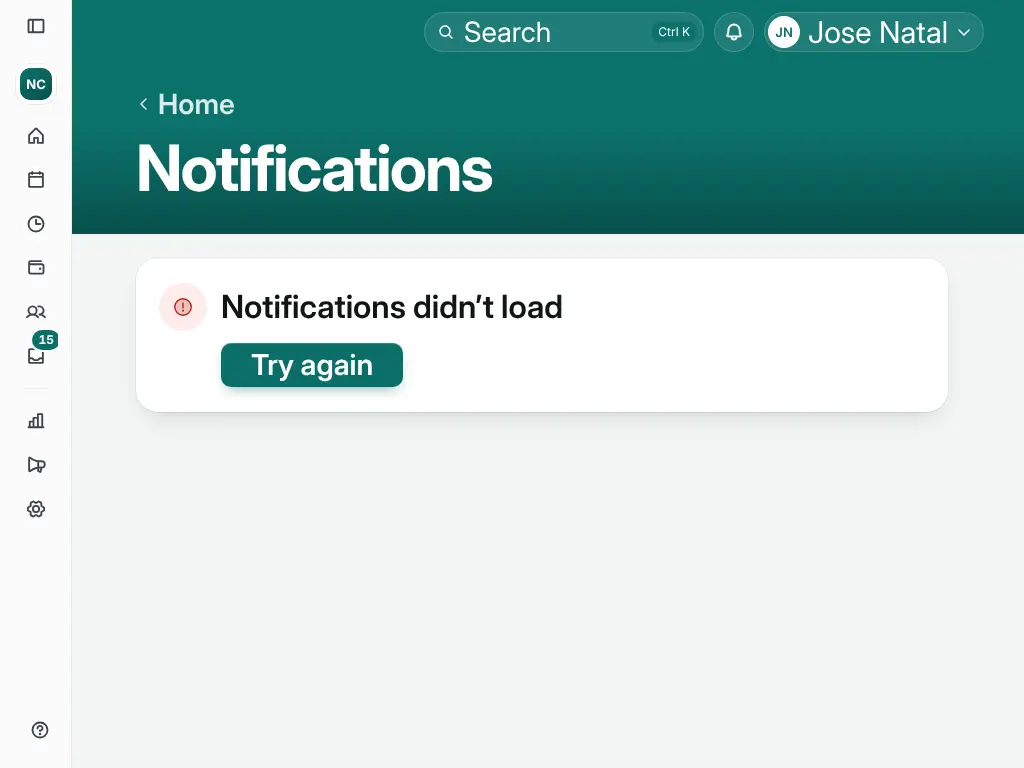 Search
Ctrl K
JN
Jose Natal
NC
Home
Notifications
Notifications didn’t load
Try again
15